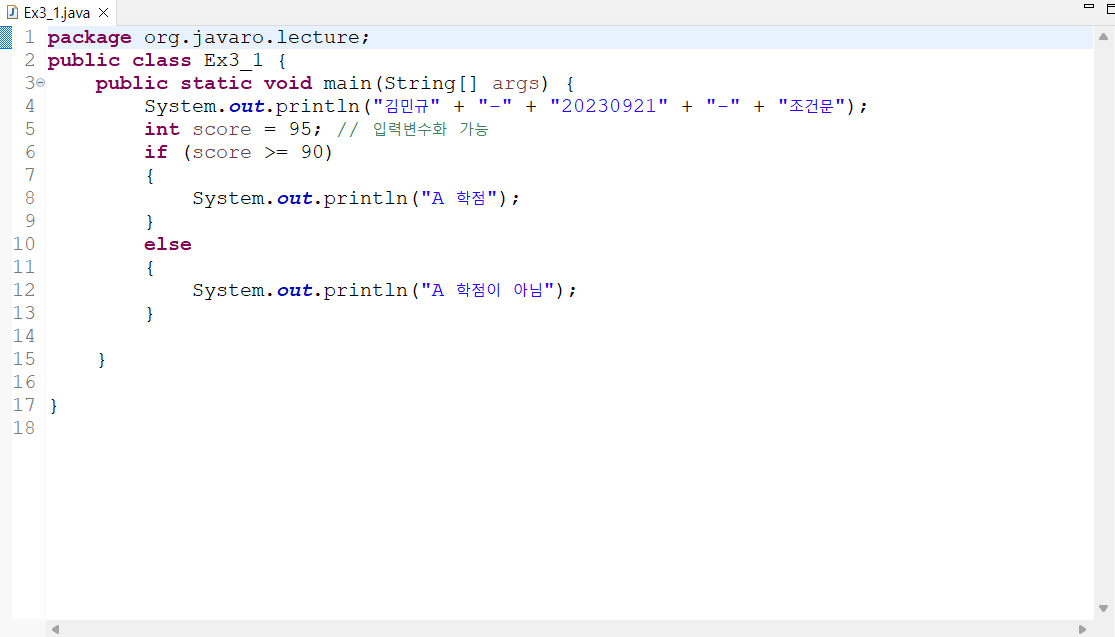 Ex3_1.java
1 package org.javaro.lecture;
2 public class Ex3_1 {
3 public static void main(String[] args) {
4 System.out.println("김민규" + "-" + "20230921" + "-" + "조건문");
5 int score = 95; // 입력변수화 가능
6 if (score >= 90)
7 {
8 System.out.println("A 학점");
9 }
10 else
11 {
12 System.out.println("A 학점이 아님");
13 }
14
15 }
16
17 }
18